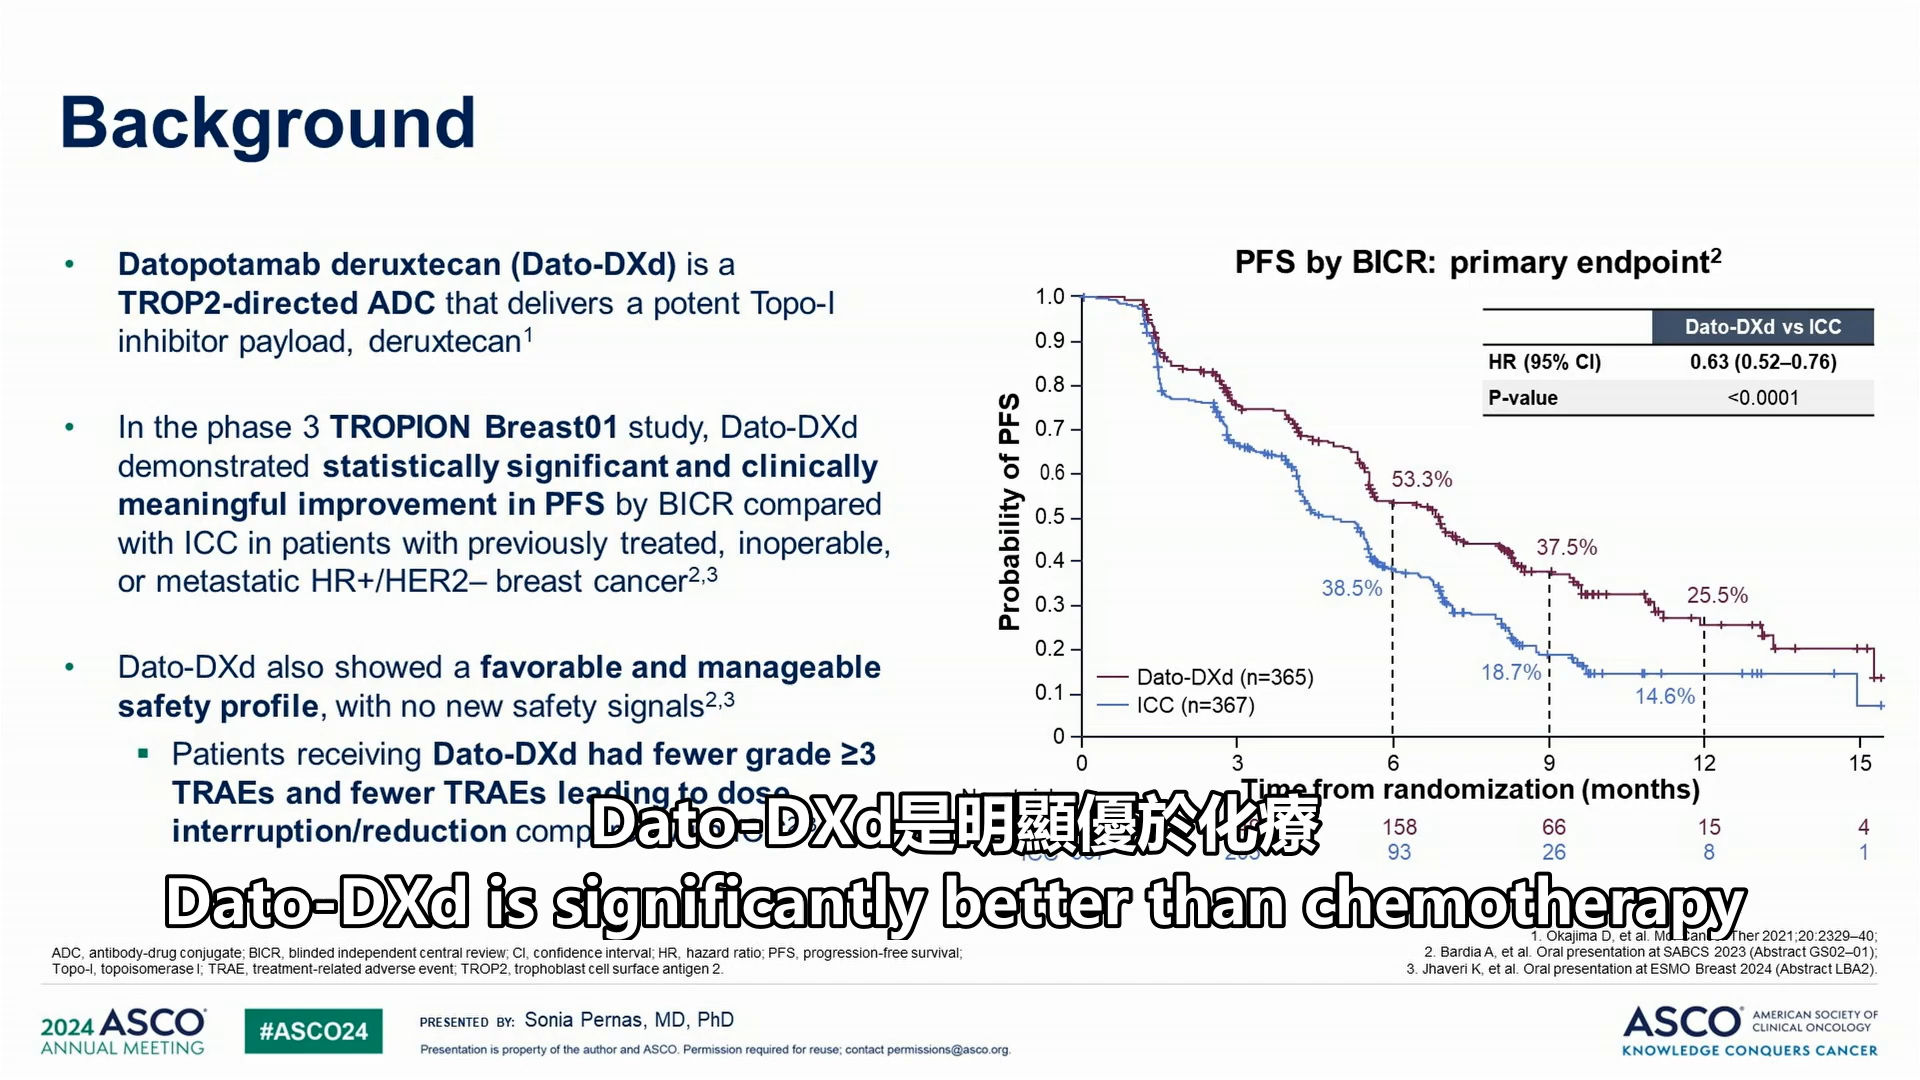 Background
• Datopotamab deruxtecan (Dato-DXd) is a
TROP2-directed ADC that delivers a potent Topo-I
inhibitor payload, deruxtecan1
• In the phase 3 TROPION Breast01 study, Dato-DXd
demonstrated statistically significant and clinically
meaningful improvement in PFS by BICR compared
with ICC in patients with previously treated, inoperable,
or metastatic HR+/HER2– breast cancer2,3
• Dato-DXd also showed a favorable and manageable
safety profile, with no new safety signals2,3
▪ Patients receiving Dato-DXd had fewer grade ≥3
TRAEs and fewer TRAEs leading to dose
interruption/reduction
PFS by BICR: primary endpoint2
Dato-DXd vs ICC
HR (95% CI) 0.63 (0.52–0.76)
P-value <0.0001
Probability of PFS
1.0
0.9
0.8
0.7
0.6
0.5
0.4
0.3
0.2
0.1
0
53.3%
37.5%
25.5%
38.5%
18.7%
14.6%
Dato-DXd (n=365)
ICC (n=367)
0 3 6 9 12 15
Time from randomization (months)
158 66 15 4
93 26 8 1
Dato-DXd是明顯優於化療
Dato-DXd is significantly better than chemotherapy
ADC, antibody-drug conjugate; BICR, blinded independent central review; CI, confidence interval; HR, hazard ratio; PFS, progression-free survival;
Topo-I, topoisomerase I; TRAE, treatment-related adverse event; TROP2, trophoblast cell surface antigen 2.
1. Okajima D, et al. Mol Cancer Ther 2021;20:2329–40;
2. Bardia A, et al. Oral presentation at SABCS 2023 (Abstract GS02–01);
3. Jhaveri K, et al. Oral presentation at ESMO Breast 2024 (Abstract LBA2).
2024 ASCO
ANNUAL MEETING
#ASCO24
PRESENTED BY: Sonia Pernas, MD, PhD
Presentation is property of the author and ASCO. Permission required for reuse; contact permissions@asco.org.
ASCO AMERICAN SOCIETY OF
CLINICAL ONCOLOGY
KNOWLEDGE CONQUERS CANCER